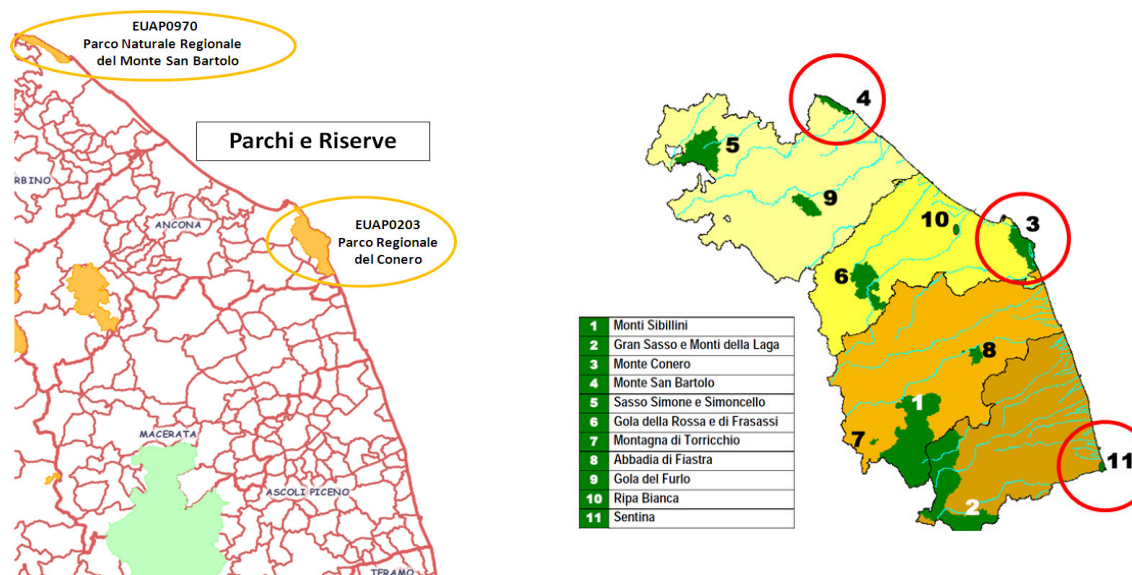 EUAP0970
Parco Naturale Regionale
del Monte San Bartolo
Parchi e Riserve
RBINO
ANCONA
EUAP0203
Parco Regionale
del Conero
MACERATA
ASCOLI PICENO
TERAMO
4
5
9
10
3
6
8
1
7
11
2
1 Monti Sibillini
2 Gran Sasso e Monti della Laga
3 Monte Conero
4 Monte San Bartolo
5 Sasso Simone e Simoncello
6 Gola della Rossa e di Frasassi
7 Montagna di Torricchio
8 Abbadia di Fiastra
9 Gola del Furlo
10 Ripa Bianca
11 Sentina